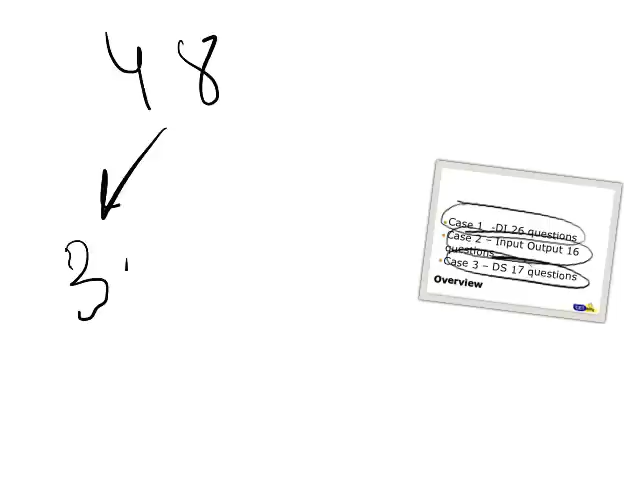 48
3
Case 1 -DI 26 questions
Case 2 – Input Output 16
questions
Case 3 – DS 17 questions
Overview